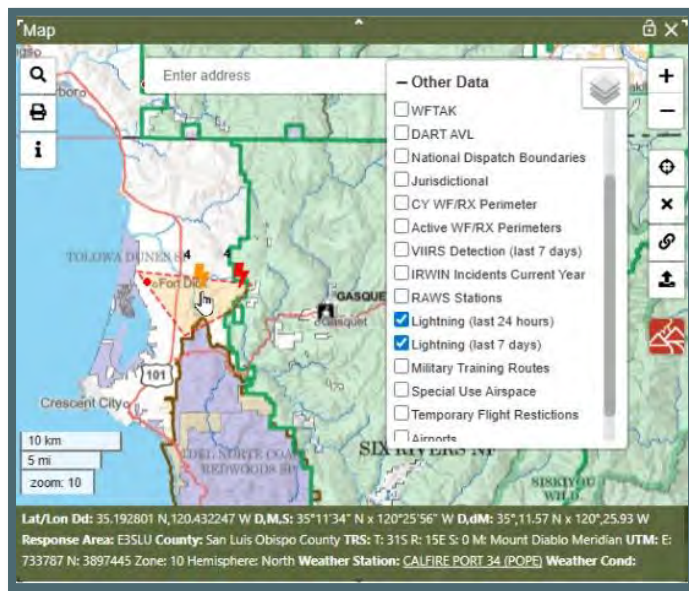 Map
Enter address
– Other Data
WFTAK
DART AVL
National Dispatch Boundaries
Jurisdictional
CY WF/RX Perimeter
Active WF/RX Perimeters
VIIRS Detection (last 7 days)
IRWIN Incidents Current Year
RAWS Stations
Lightning (last 24 hours)
Lightning (last 7 days)
Military Training Routes
Special Use Airspace
Temporary Flight Restictions
Airports
+
−
i
TOLOWA DUNES
4
4
Fort Di
GASQUET
Gasquet
101
Crescent City
10 km
5 mi
zoom: 10
DEL NORTE COA
REDWOODS SP
SIX RIVERS NF
SISKIYOU
WILD
Lat/Lon Dd: 35.192801 N,120.432247 W D,M,S: 35°11'34" N x 120°25'56" W D,dM: 35°,11.57 N x 120°,25.93 W
Response Area: E3SLU County: San Luis Obispo County TRS: T: 31S R: 15E S: 0 M: Mount Diablo Meridian UTM: E:
733787 N: 3897445 Zone: 10 Hemisphere: North Weather Station: CALFIRE PORT 34 (POPE) Weather Cond: